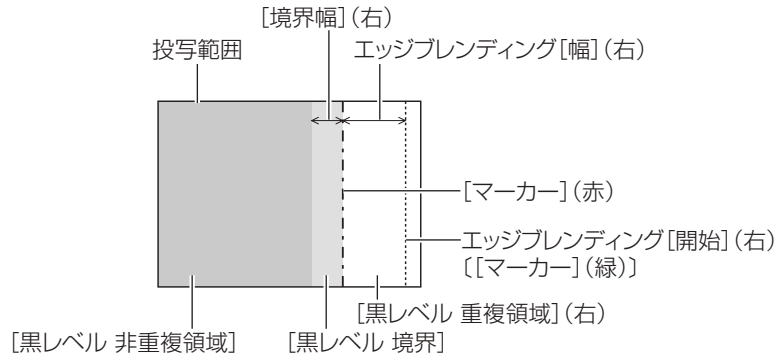 [境界幅](右)
投写範囲
エッジブレンディング[幅](右)
[マーカー](赤)
エッジブレンディング[開始](右)
〔[マーカー](緑)〕
[黒レベル 重複領域](右)
[黒レベル 非重複領域]
[黒レベル 境界]